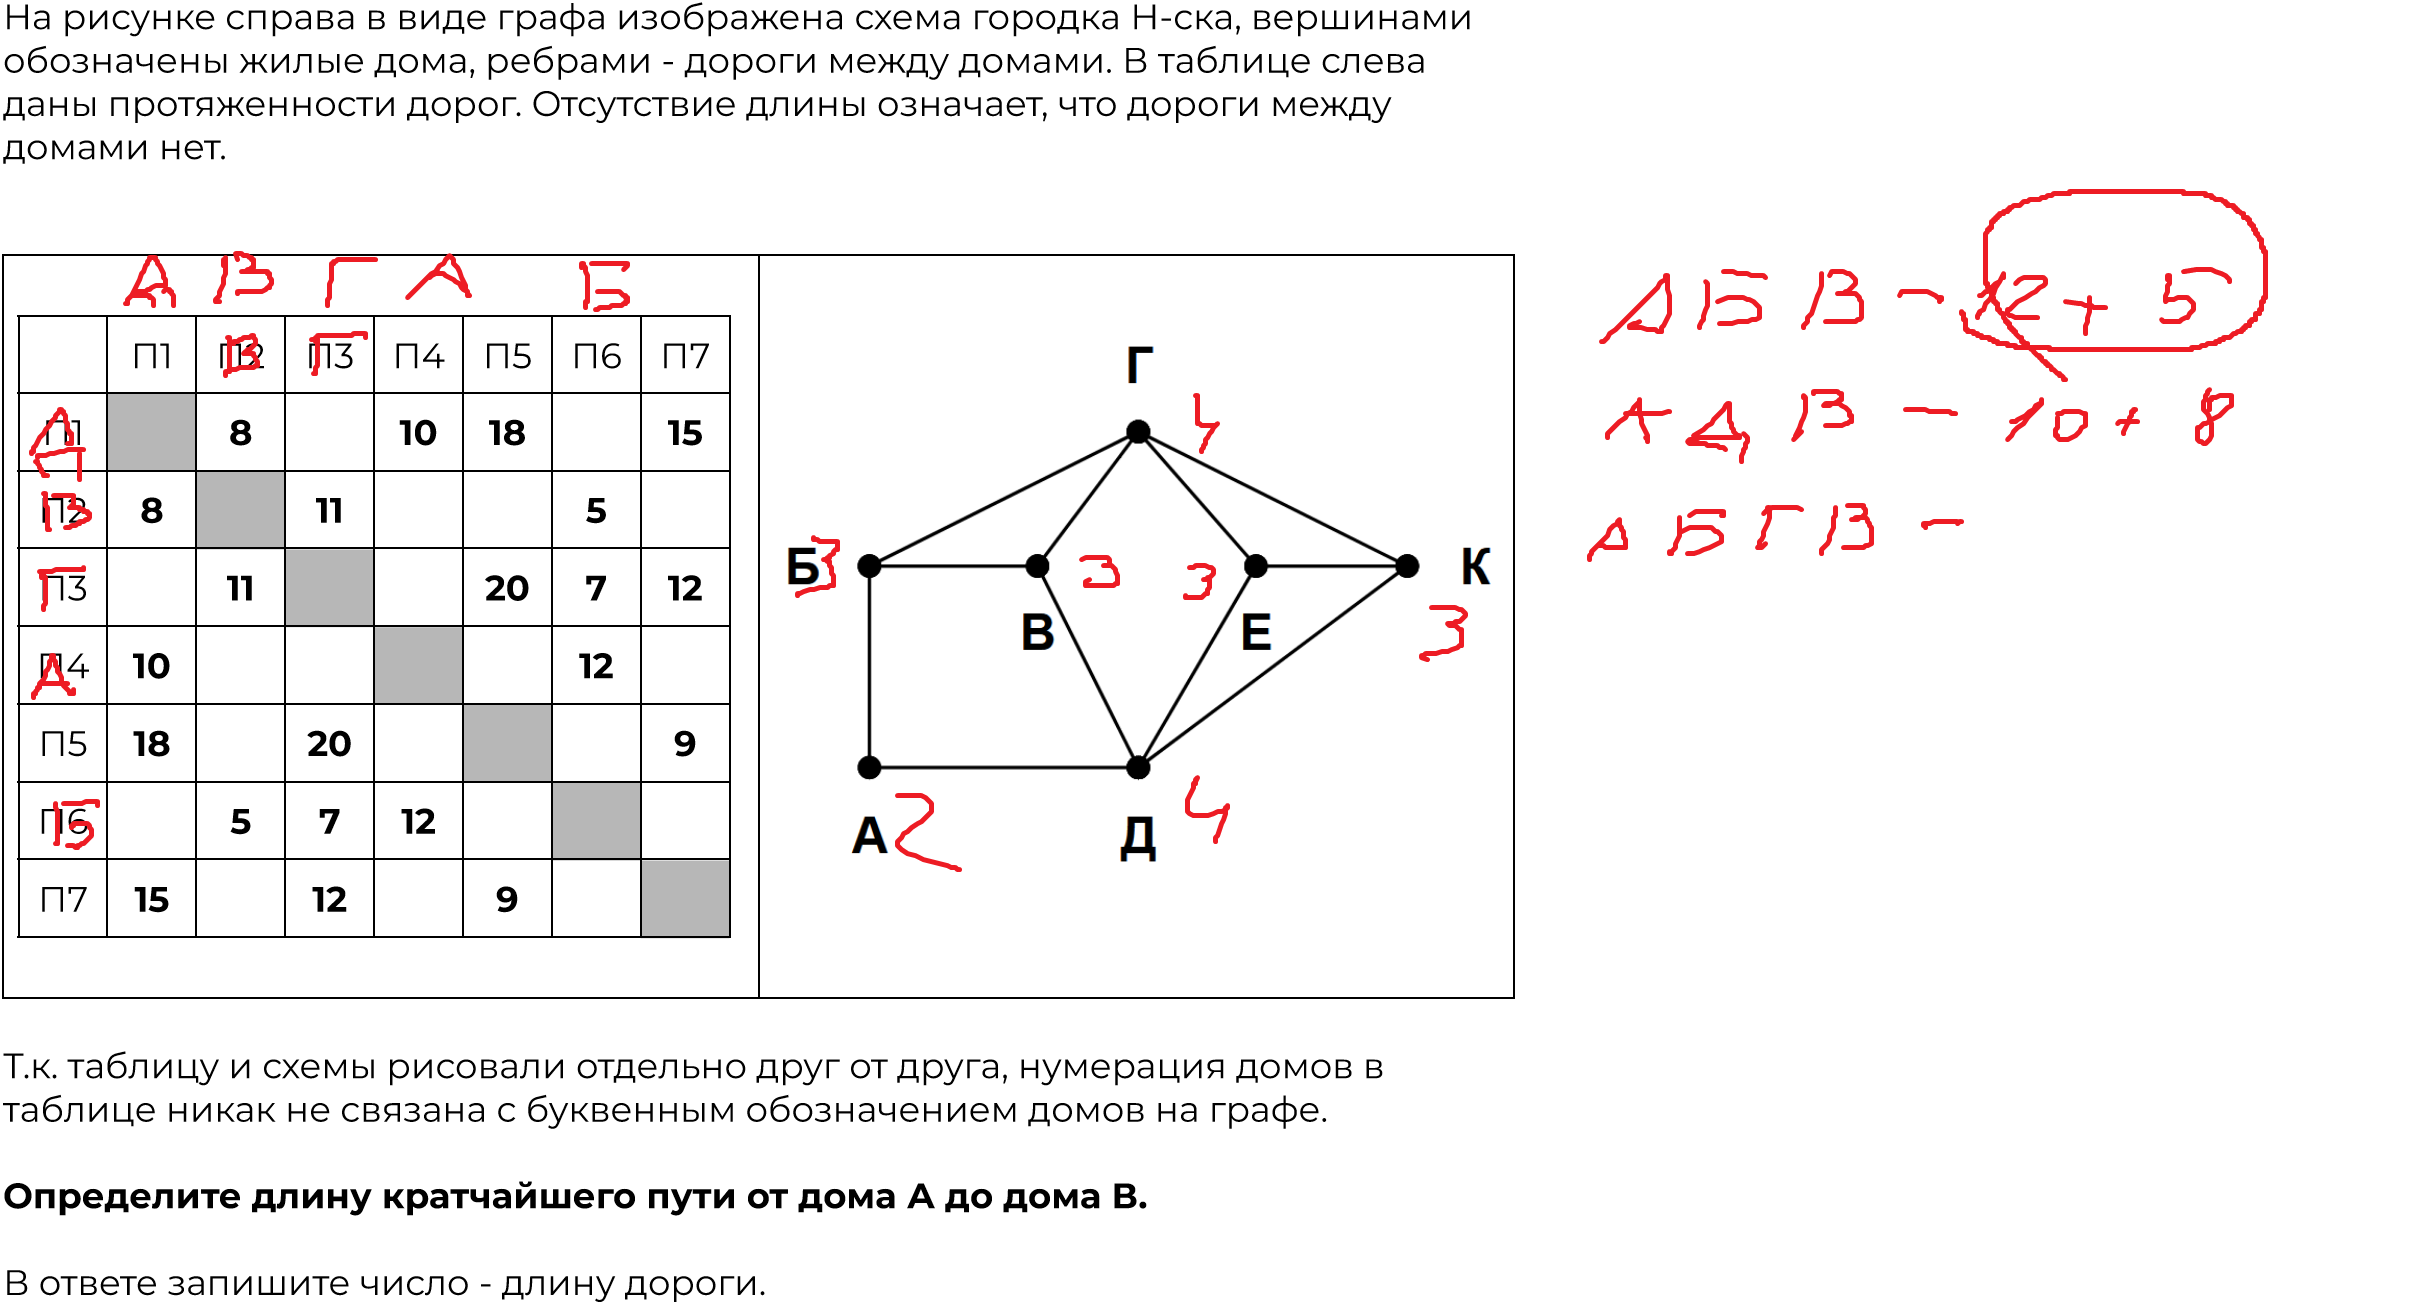 На рисунке справа в виде графа изображена схема городка Н-ска, вершинами
обозначены жилые дома, ребрами - дороги между домами. В таблице слева
даны протяженности дорог. Отсутствие длины означает, что дороги между
домами нет.
Д В Г А Б
П1 П2 В П3 Г П4 П5 П6 П7
П1 Д 8 10 18 15
П2 В 8 11 5
П3 Г 11 20 7 12
П4 А 10 12
П5 18 20 9
П6 Б 5 7 12
П7 15 12 9
Г
4
Б 3 В 3 3 Е К
3
А 2 Д 4
А Б В - 12 + 5
А Д В - 10 + 8
А Б Г В -
Т.к. таблицу и схемы рисовали отдельно друг от друга, нумерация домов в
таблице никак не связана с буквенным обозначением домов на графе.
Определите длину кратчайшего пути от дома А до дома В.
В ответе запишите число - длину дороги.